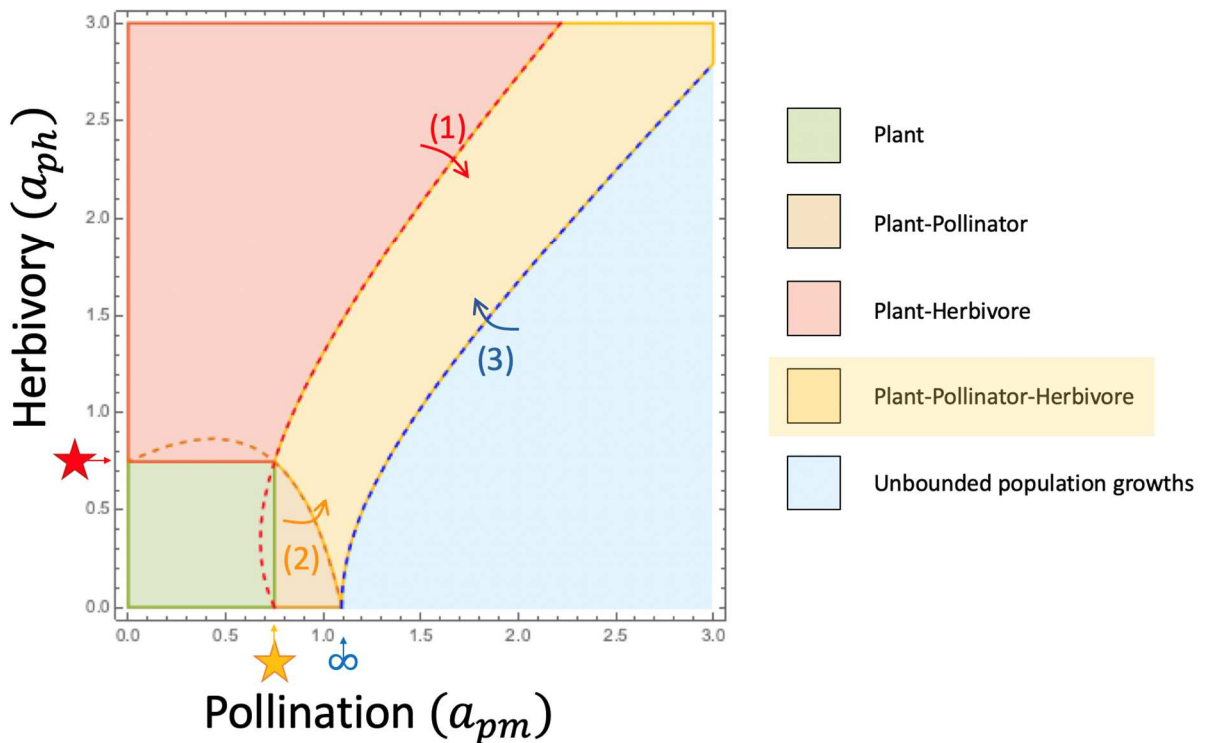 Herbivory (a_ph)
3.0
2.5
2.0
1.5
1.0
0.5
0.0
(1)
(2)
(3)
0.0 0.5 1.0 1.5 2.0 2.5 3.0
∞
Pollination (a_pm)
Plant
Plant-Pollinator
Plant-Herbivore
Plant-Pollinator-Herbivore
Unbounded population growths